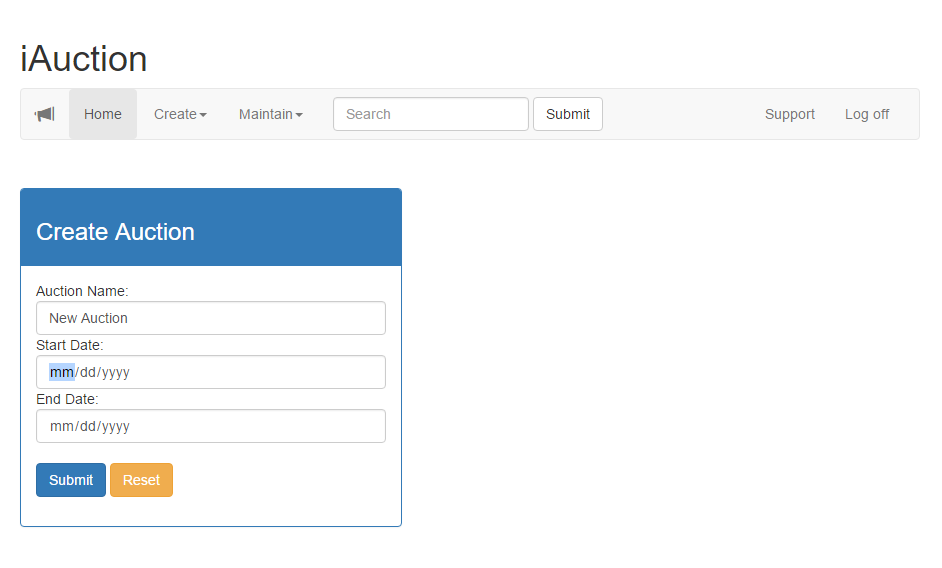 iAuction
Home Create Maintain Search Submit Support Log off
Create Auction
Auction Name:
New Auction
Start Date:
mm/dd/yyyy
End Date:
mm/dd/yyyy
Submit Reset